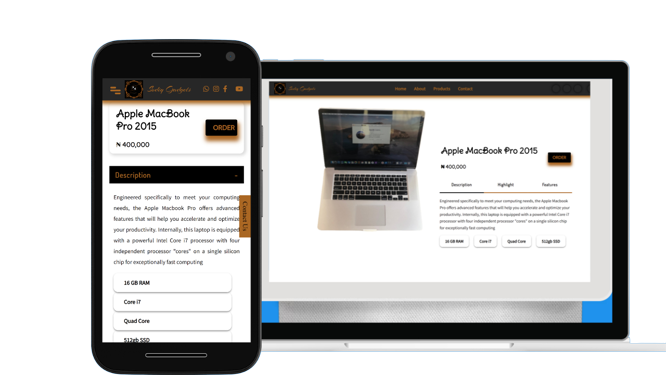 Apple MacBook
Pro 2015
ORDER
₦ 400,000
Description
Engineered specifically to meet your computing
needs, the Apple Macbook Pro offers advanced
features that will help you accelerate and optimize
your productivity. Internally, this laptop is equipped
with a powerful Intel Core i7 processor with four
independent processor "cores" on a single silicon
chip for exceptionally fast computing
Contact Us
16 GB RAM
Core i7
Quad Core
512gb SSD
Home About Products Contact
Apple MacBook Pro 2015
₦ 400,000
ORDER
Description Highlight Features
Engineered specifically to meet your computing needs, the Apple Macbook
Pro offers advanced features that will help you accelerate and optimize your
productivity. Internally, this laptop is equipped with a powerful Intel Core i7
processor with four independent processor "cores" on a single silicon chip
for exceptionally fast computing
16 GB RAM Core i7 Quad Core 512gb SSD